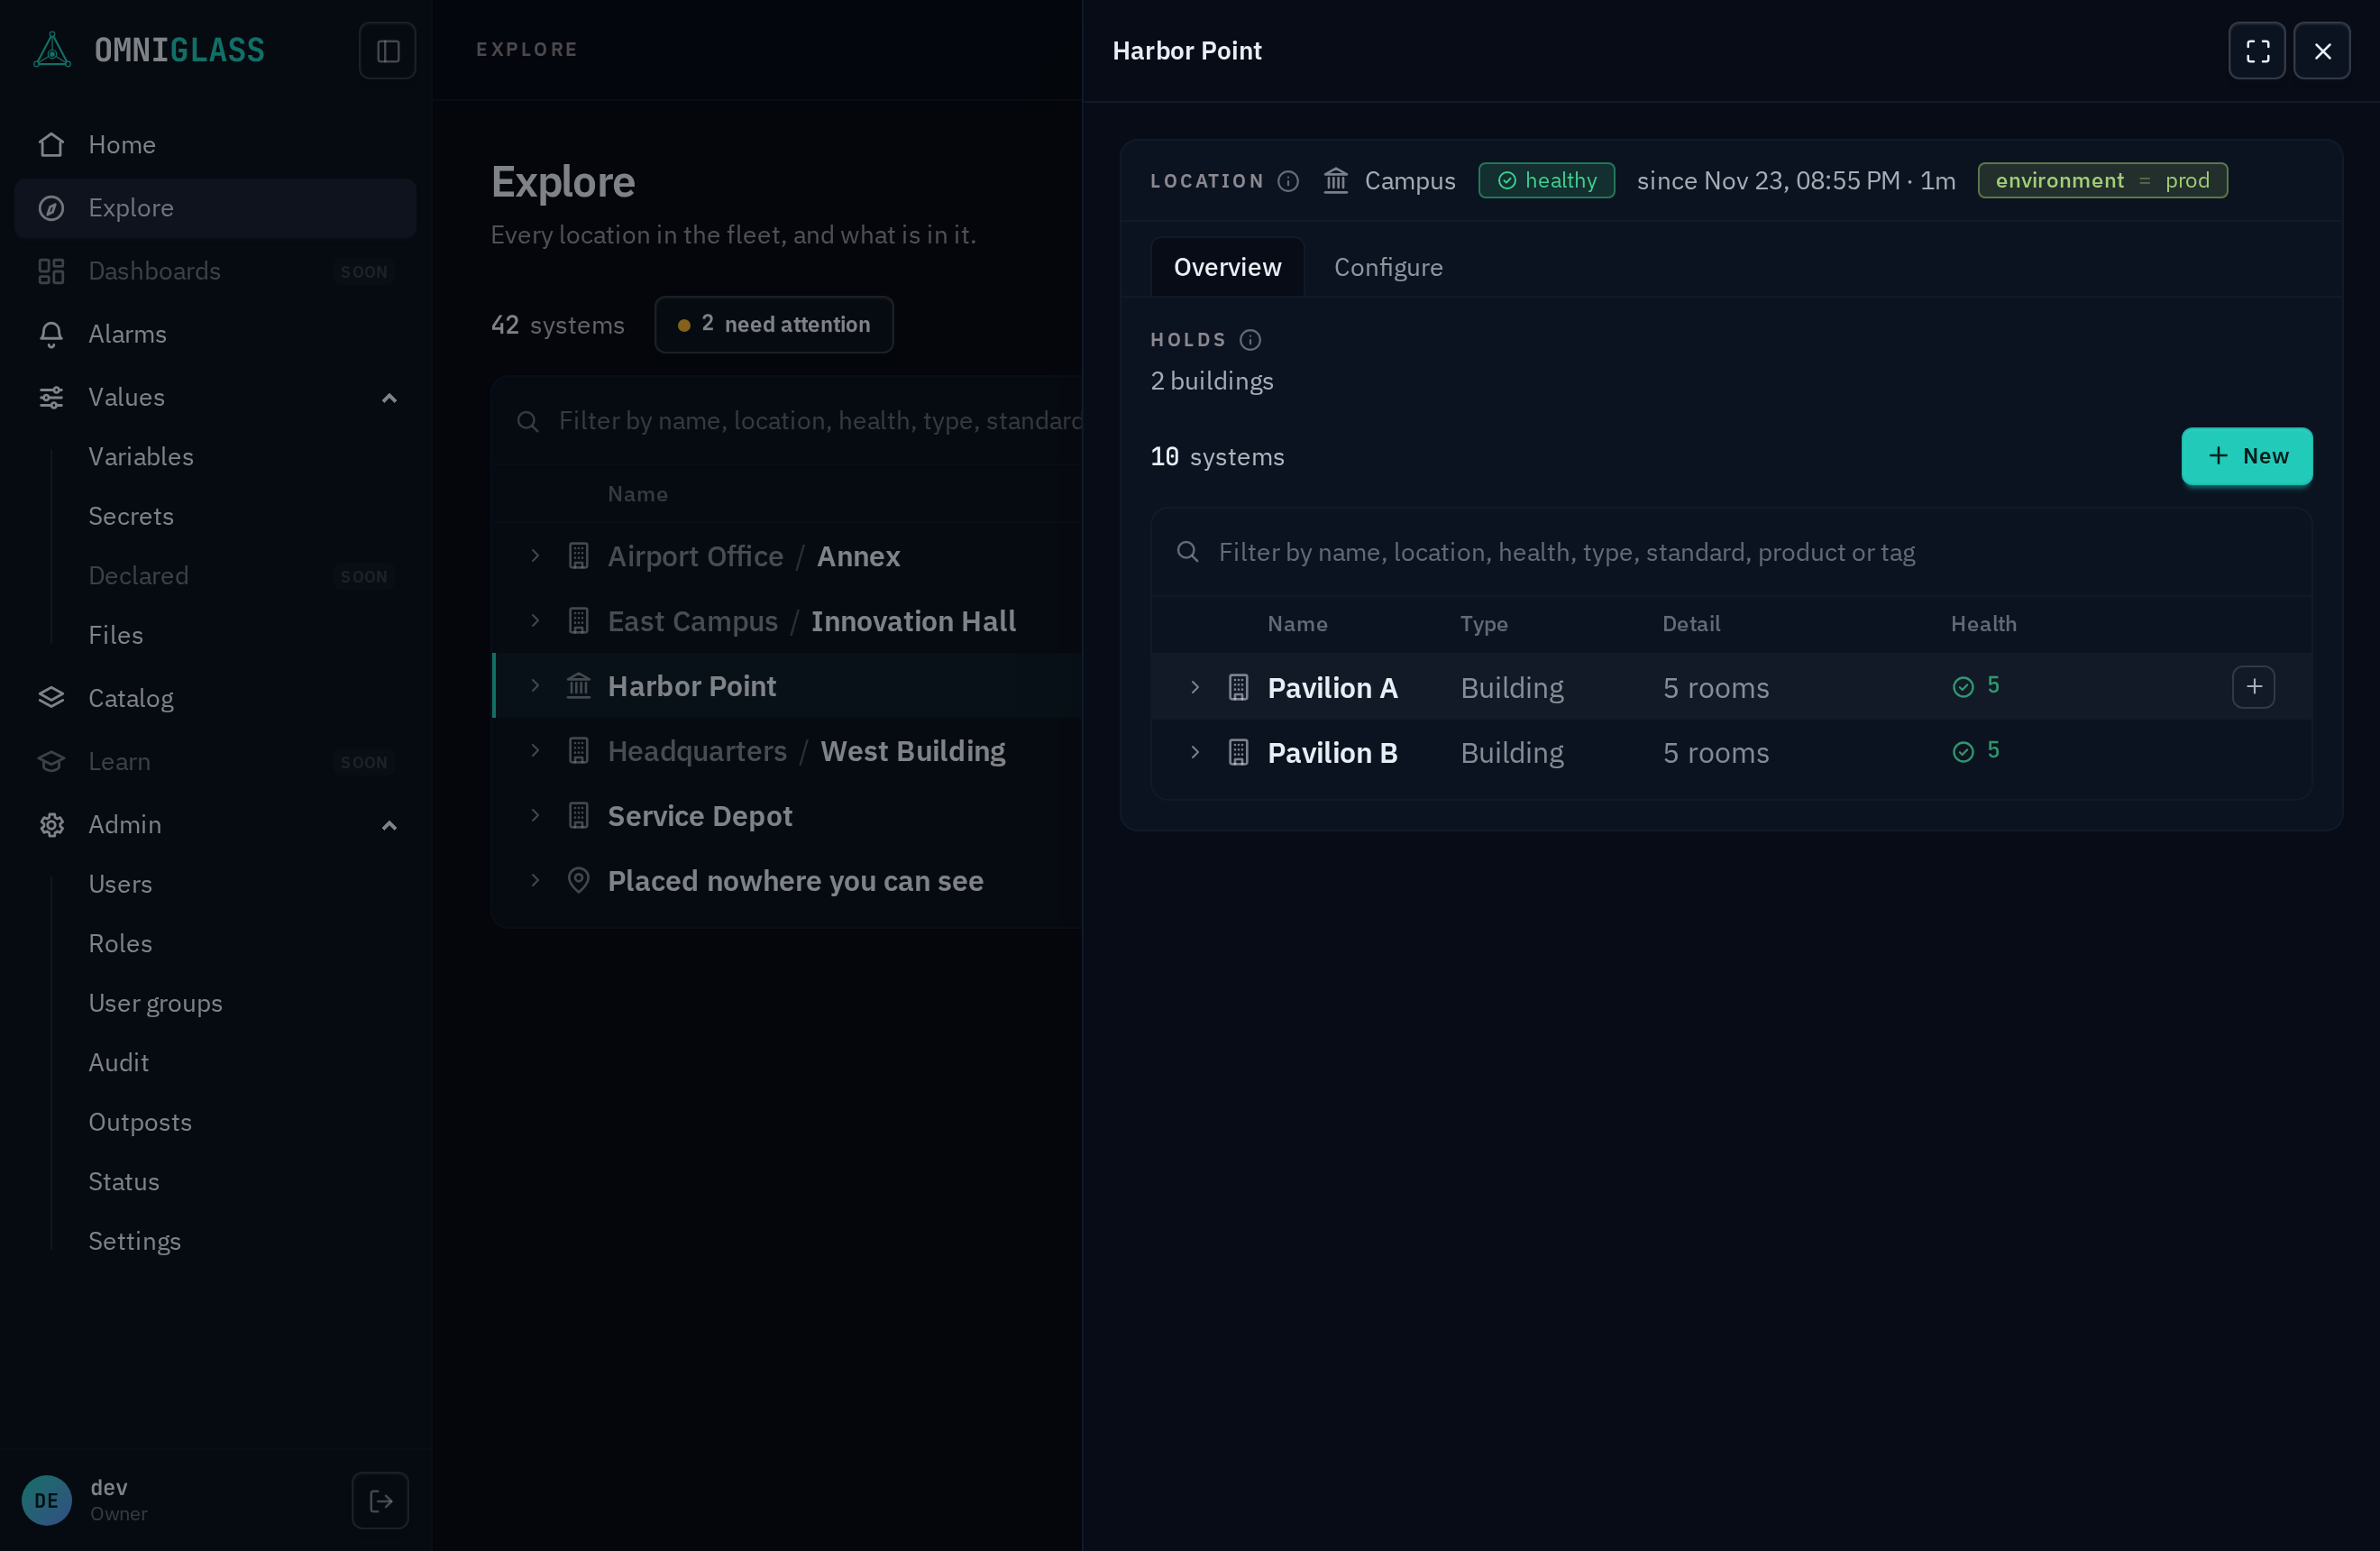 OMNIGLASS
Home
Explore
Dashboards SOON
Alarms
Values
Variables
Secrets
Declared SOON
Files
Catalog
Learn SOON
Admin
Users
Roles
User groups
Audit
Outposts
Status
Settings
DE dev
Owner
EXPLORE
Explore
Every location in the fleet, and what is in it.
42 systems 2 need attention
Filter by name, location, health, type, standard
Name
Airport Office / Annex
East Campus / Innovation Hall
Harbor Point
Headquarters / West Building
Service Depot
Placed nowhere you can see
Harbor Point
LOCATION Campus healthy since Nov 23, 08:55 PM · 1m environment = prod
Overview Configure
HOLDS
2 buildings
10 systems + New
Filter by name, location, health, type, standard, product or tag
Name Type Detail Health
Pavilion A Building 5 rooms 5
Pavilion B Building 5 rooms 5